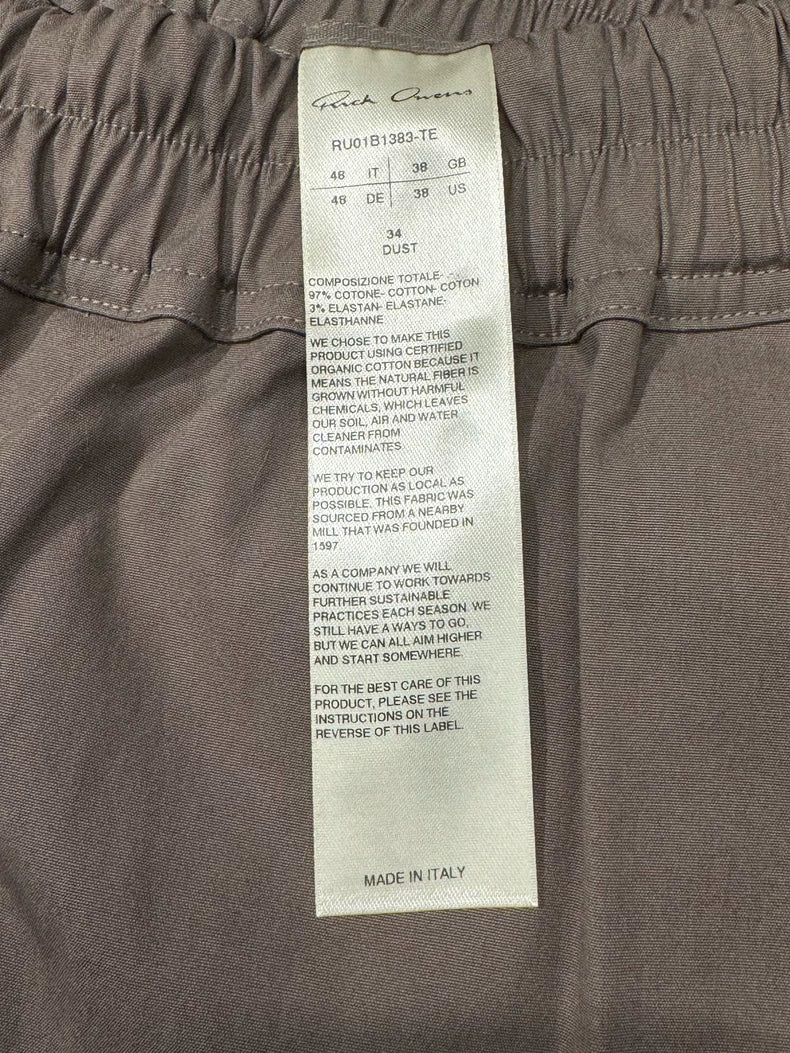 Rick Owens
RU01B1383-TE
48 IT 38 GB
48 DE 38 US
34
DUST
COMPOSIZIONE TOTALE-
97% COTONE- COTTON- COTON
3% ELASTAN- ELASTANE-
ELASTHANNE
WE CHOSE TO MAKE THIS
PRODUCT USING CERTIFIED
ORGANIC COTTON BECAUSE IT
MEANS THE NATURAL FIBER IS
GROWN WITHOUT HARMFUL
CHEMICALS, WHICH LEAVES
OUR SOIL, AIR AND WATER
CLEANER FROM
CONTAMINATES.
WE TRY TO KEEP OUR
PRODUCTION AS LOCAL AS
POSSIBLE. THIS FABRIC WAS
SOURCED FROM A NEARBY
MILL THAT WAS FOUNDED IN
1597.
AS A COMPANY WE WILL
CONTINUE TO WORK TOWARDS
FURTHER SUSTAINABLE
PRACTICES EACH SEASON. WE
STILL HAVE A WAYS TO GO,
BUT WE CAN ALL AIM HIGHER
AND START SOMEWHERE.
FOR THE BEST CARE OF THIS
PRODUCT, PLEASE SEE THE
INSTRUCTIONS ON THE
REVERSE OF THIS LABEL.
MADE IN ITALY